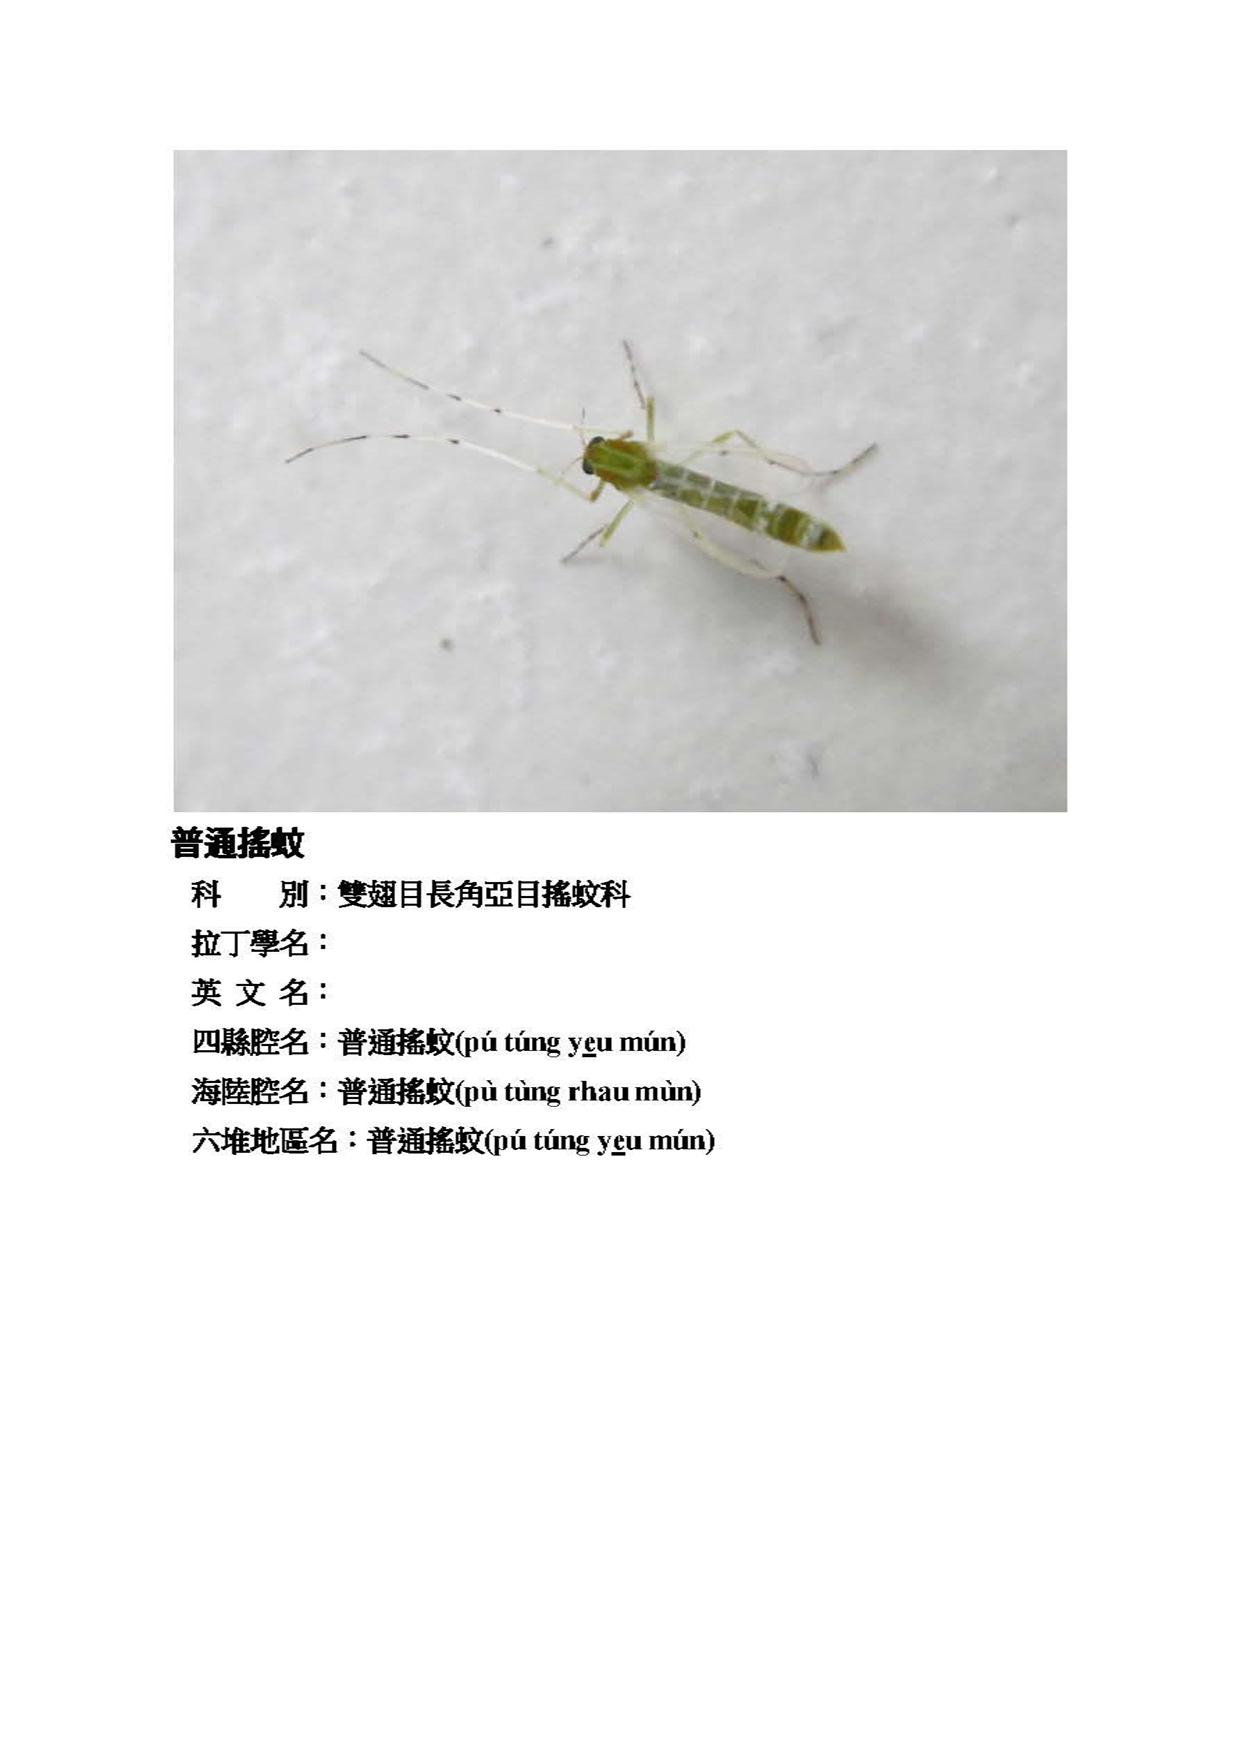 普通搖蚊
科　　別：雙翅目長角亞目搖蚊科
拉丁學名：
英 文 名：
四縣腔名：普通搖蚊(pú túng ye̲u mún)
海陸腔名：普通搖蚊(pù tùng rhau mùn)
六堆地區名：普通搖蚊(pú túng ye̲u mún)